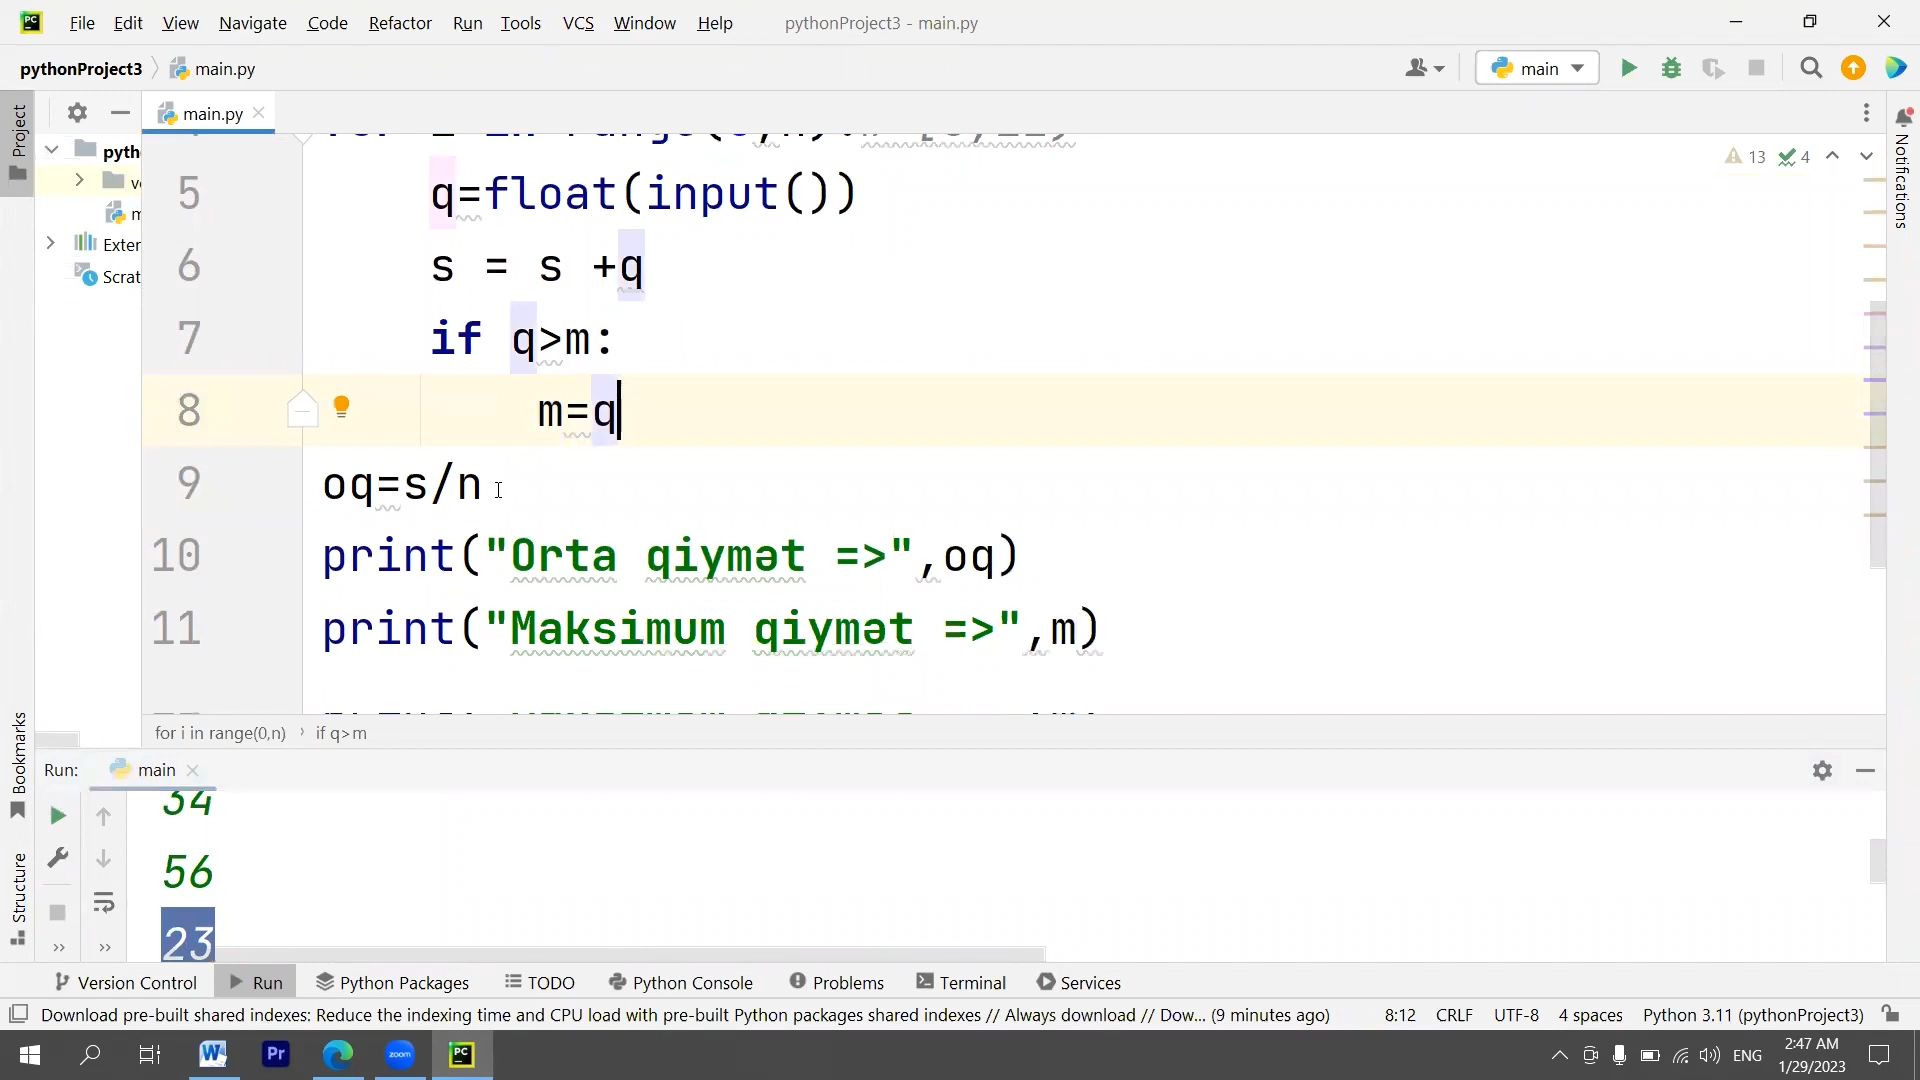 PC File Edit View Navigate Code Refactor Run Tools VCS Window Help pythonProject3 - main.py
pythonProject3 main.py main
Project
main.py
pyth
Exter
Scrat
13 4
Notifications
5 q=float(input())
6 s = s +q
7 if q>m:
8 m=q
9 oq=s/n
10 print("Orta qiymət =>",oq)
11 print("Maksimum qiymət =>",m)
for i in range(0,n) if q>m
Bookmarks
Structure
Run: main
34
56
23
Version Control Run Python Packages TODO Python Console Problems Terminal Services
Download pre-built shared indexes: Reduce the indexing time and CPU load with pre-built Python packages shared indexes // Always download // Dow... (9 minutes ago) 8:12 CRLF UTF-8 4 spaces Python 3.11 (pythonProject3)
W Pr zoom PC ENG 2:47 AM
1/29/2023